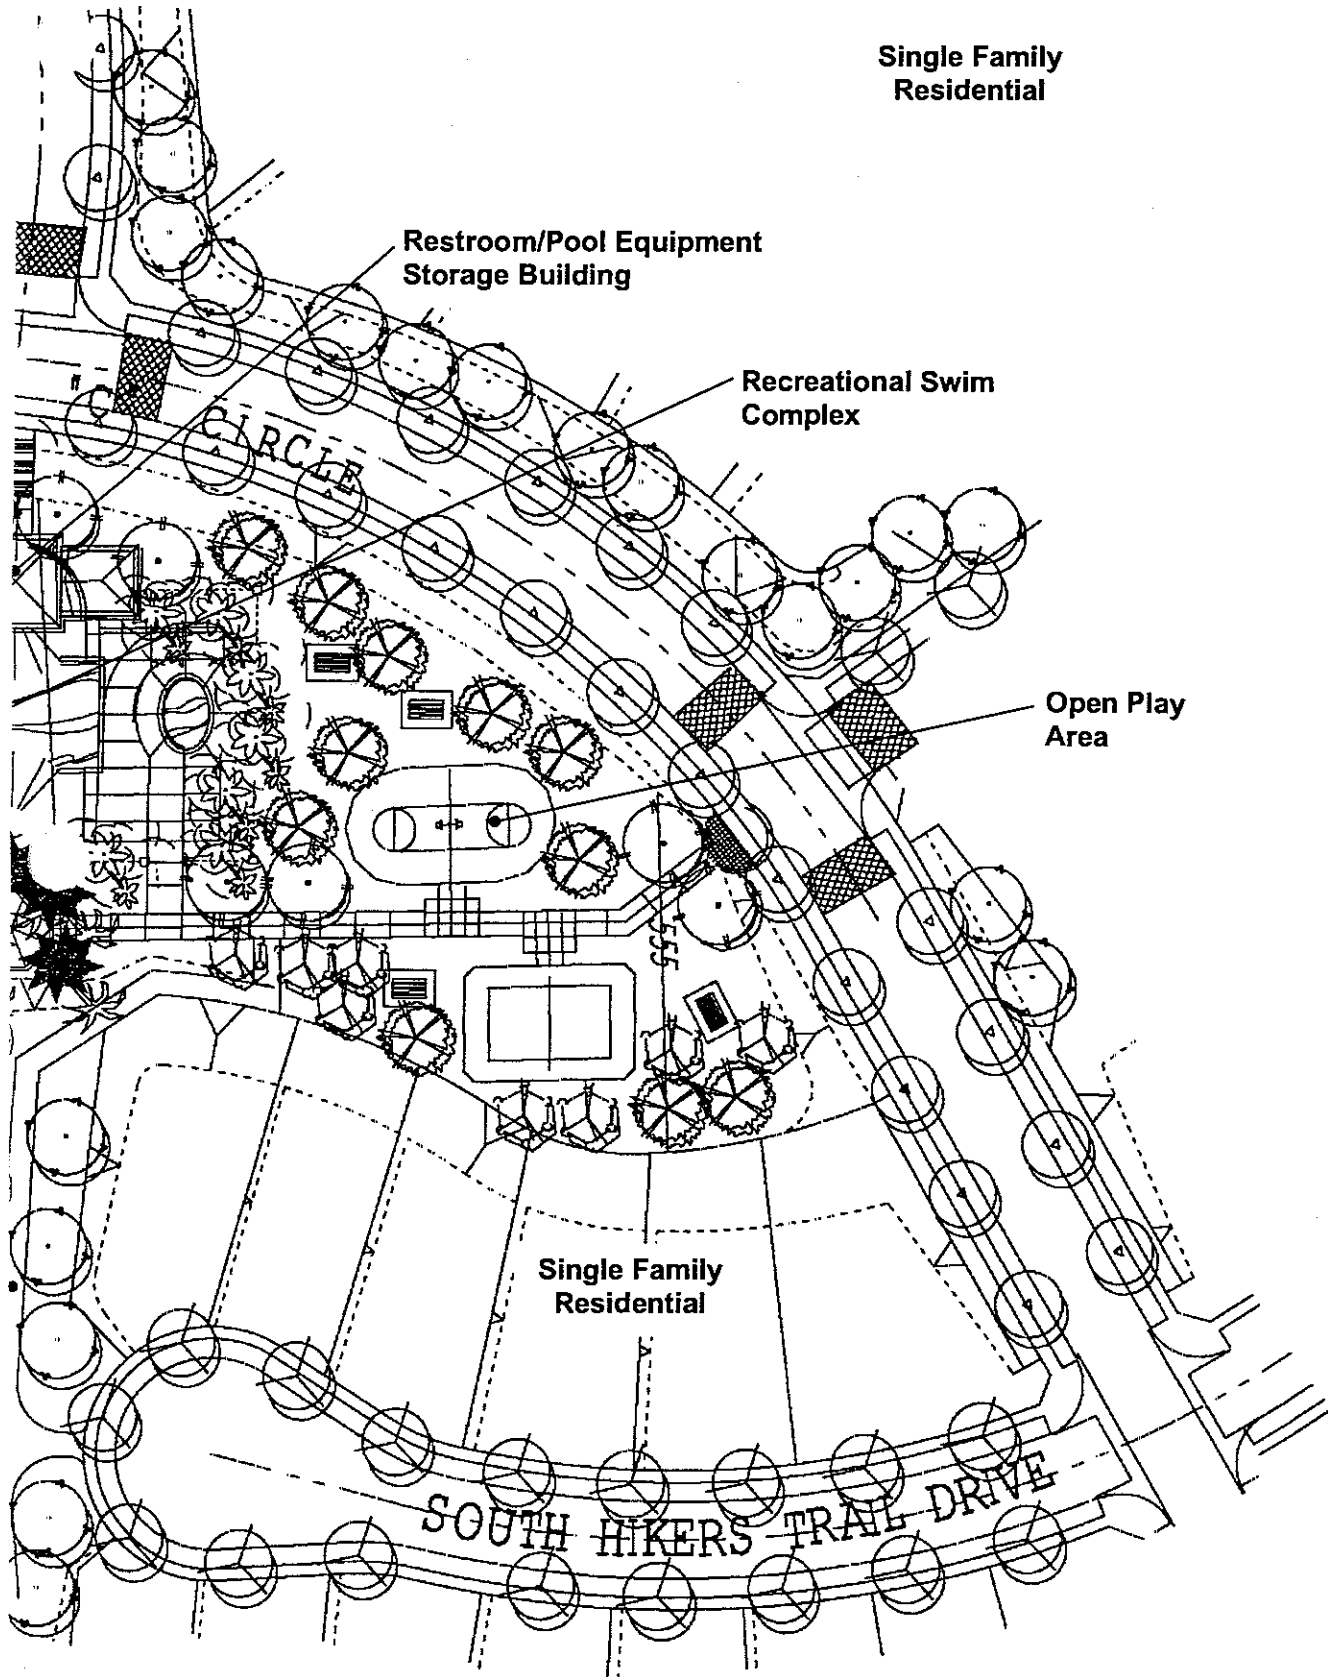 Single Family
Residential
Restroom/Pool Equipment
Storage Building
Recreational Swim
Complex
CIRCLE
Open Play
Area
Single Family
Residential
SOUTH HIKERS TRAIL DRIVE